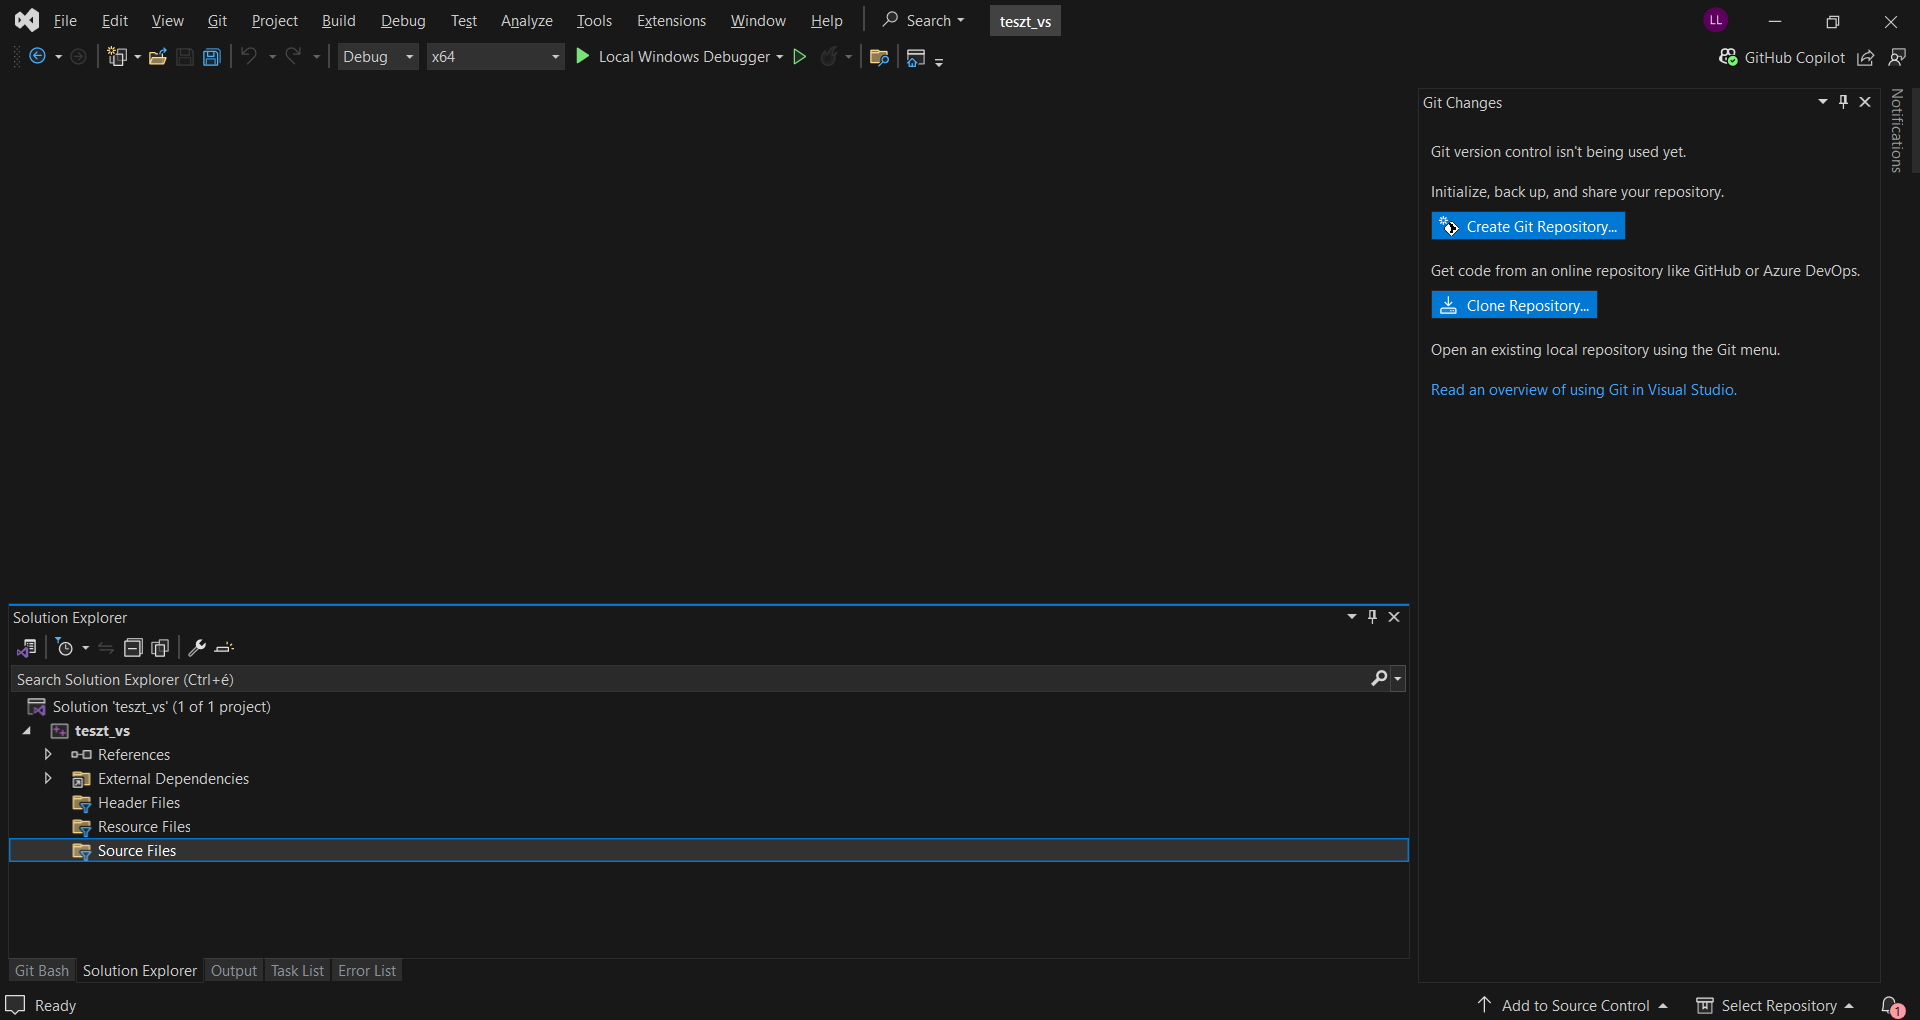 File Edit View Git Project Build Debug Test Analyze Tools Extensions Window Help Search teszt_vs LL
Debug x64 Local Windows Debugger GitHub Copilot
Git Changes
Notifications
Git version control isn't being used yet.
Initialize, back up, and share your repository.
Create Git Repository...
Get code from an online repository like GitHub or Azure DevOps.
Clone Repository...
Open an existing local repository using the Git menu.
Read an overview of using Git in Visual Studio.
Solution Explorer
Search Solution Explorer (Ctrl+é)
Solution 'teszt_vs' (1 of 1 project)
teszt_vs
References
External Dependencies
Header Files
Resource Files
Source Files
Git Bash Solution Explorer Output Task List Error List
Ready Add to Source Control Select Repository 1